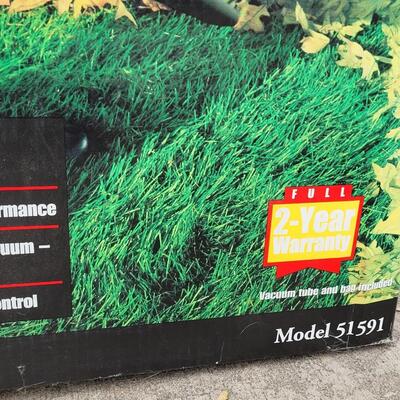 rmance
uum –
ontrol
FULL
2-Year
Warranty
Vacuum tube and bag included
Model 51591